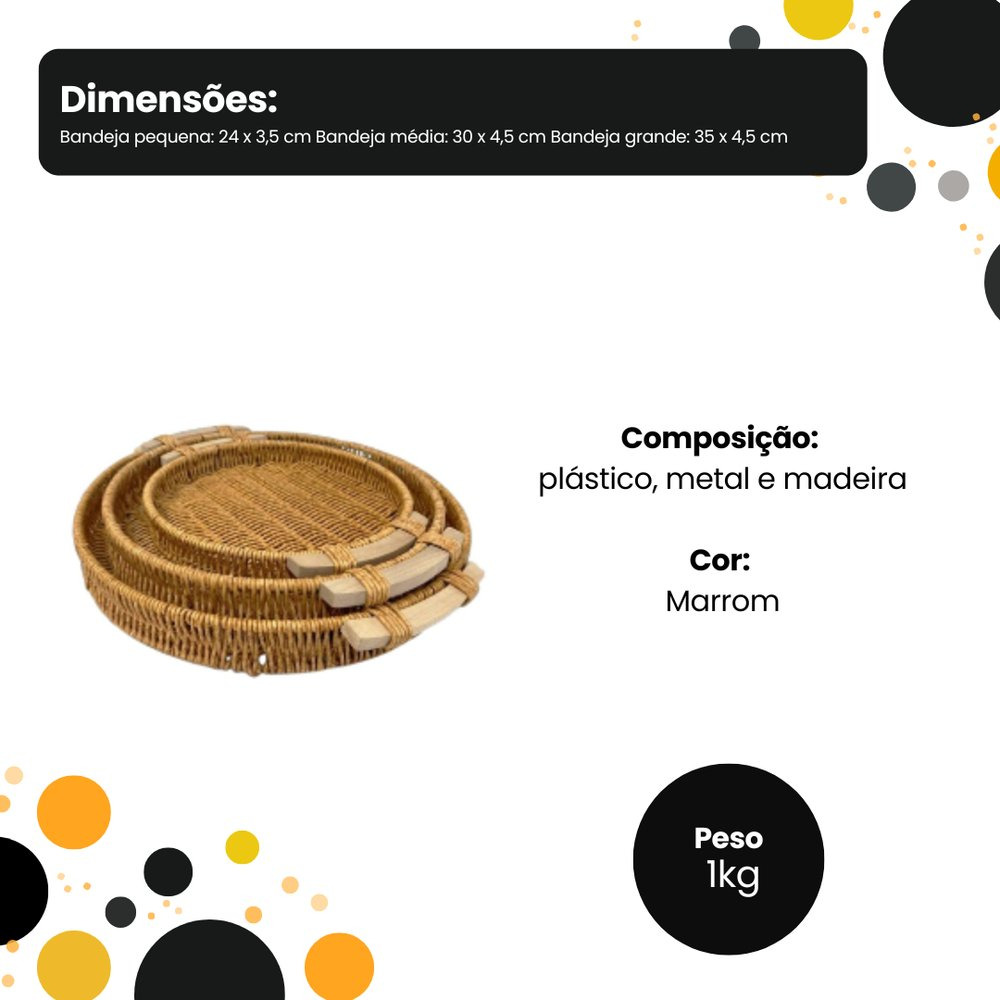 Dimensões:
Bandeja pequena: 24 x 3,5 cm Bandeja média: 30 x 4,5 cm Bandeja grande: 35 x 4,5 cm
Composição:
plástico, metal e madeira
Cor:
Marrom
Peso
1kg